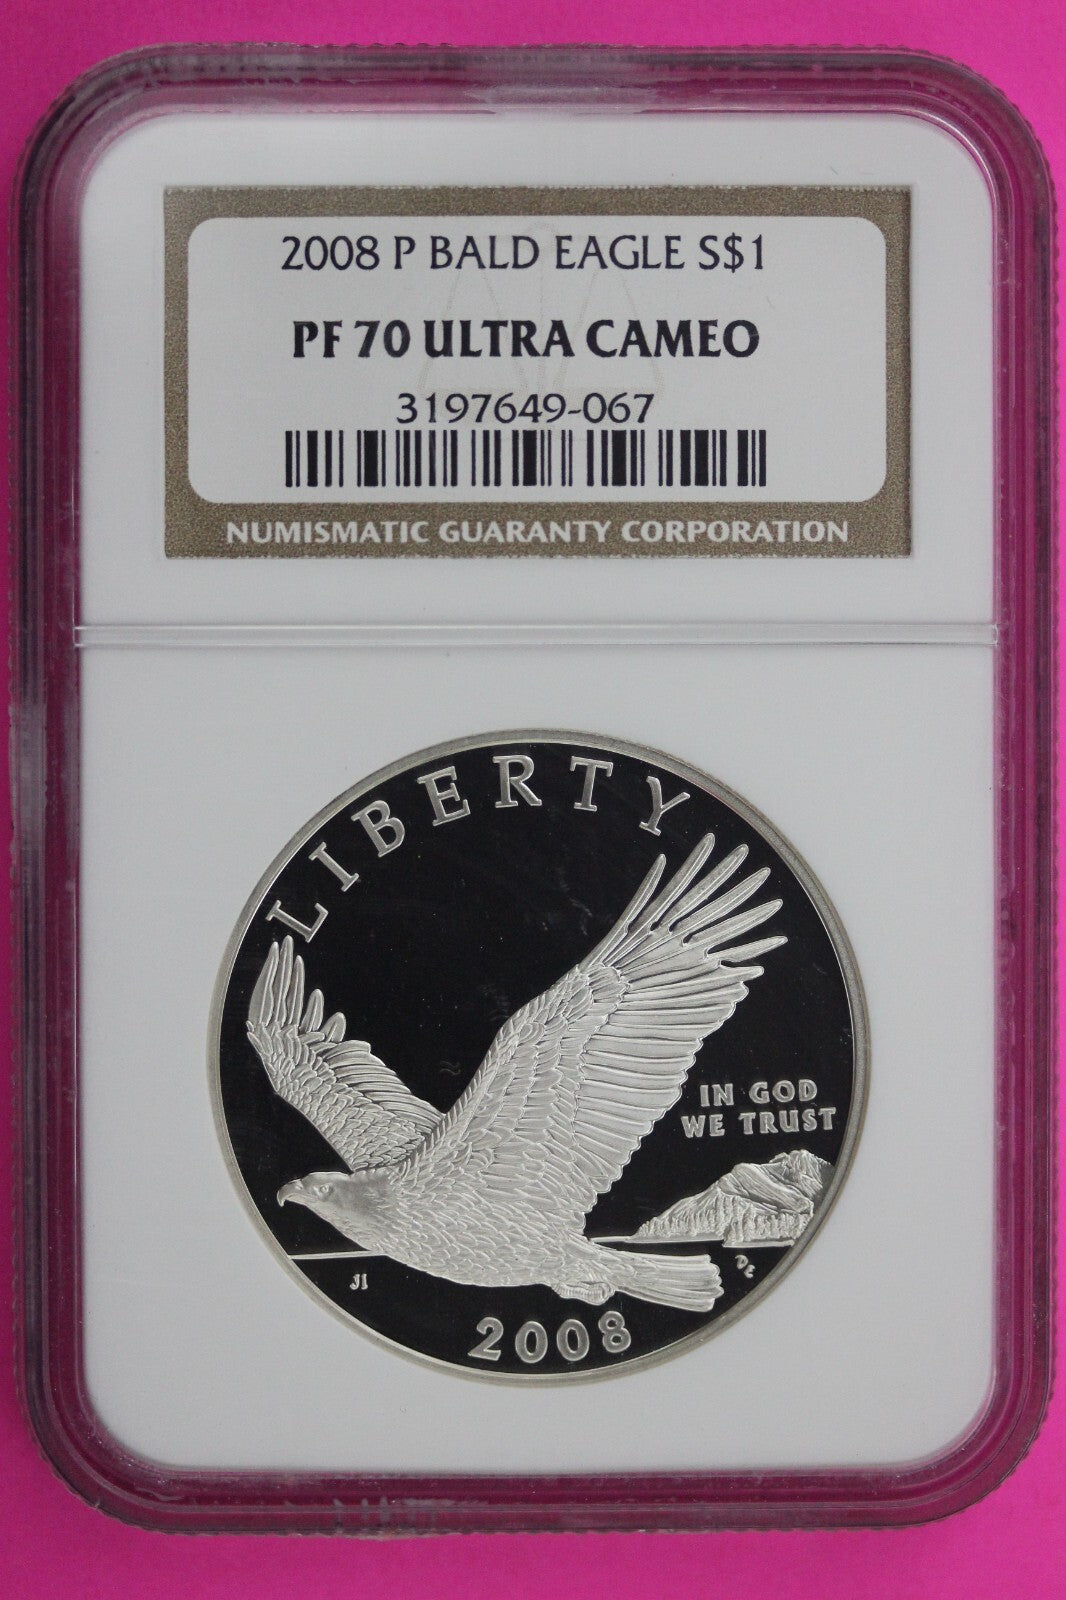 2008 P BALD EAGLE S$1
PF 70 ULTRA CAMEO
3197649-067
NUMISMATIC GUARANTY CORPORATION
LIBERTY
IN GOD
WE TRUST
JI
DE
2008